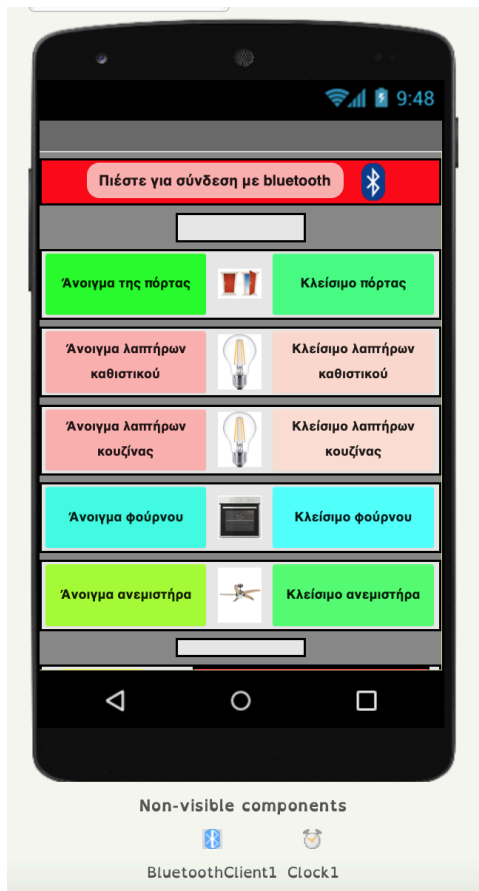 9:48
Πιέστε για σύνδεση με bluetooth
Άνοιγμα της πόρτας
Κλείσιμο πόρτας
Άνοιγμα λαπτήρων
καθιστικού
Κλείσιμο λαπτήρων
καθιστικού
Άνοιγμα λαπτήρων
κουζίνας
Κλείσιμο λαπτήρων
κουζίνας
Άνοιγμα φούρνου
Κλείσιμο φούρνου
Άνοιγμα ανεμιστήρα
Κλείσιμο ανεμιστήρα
Non-visible components
BluetoothClient1 Clock1